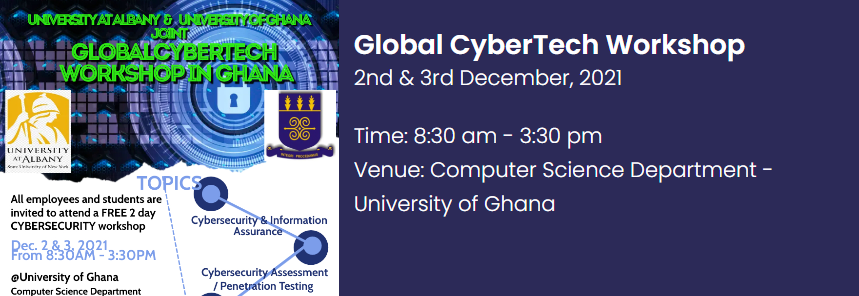 UNIVERSITY AT ALBANY & UNIVERSITY OF GHANA
JOINT
GLOBAL CYBERTECH
WORKSHOP IN GHANA
UNIVERSITY
AT ALBANY
State University of New York
TOPICS
All employees and students are
invited to attend a FREE 2 day
CYBERSECURITY workshop
Dec. 2 & 3, 2021
From 8:30AM - 3:30PM
@University of Ghana
Computer Science Department
Cybersecurity & Information
Assurance
Cybersecurity Assessment
/ Penetration Testing
Global CyberTech Workshop
2nd & 3rd December, 2021
Time: 8:30 am - 3:30 pm
Venue: Computer Science Department -
University of Ghana